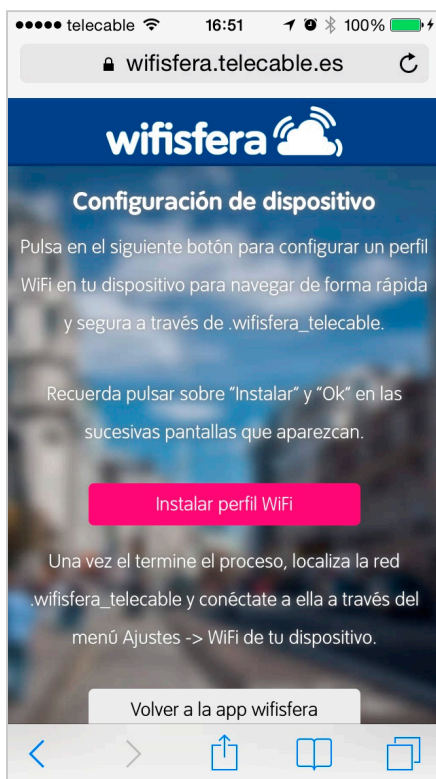 telecable 16:51 100%
wifisfera.telecable.es
wifisfera
Configuración de dispositivo
Pulsa en el siguiente botón para configurar un perfil
WiFi en tu dispositivo para navegar de forma rápida
y segura a través de .wifisfera_telecable.
Recuerda pulsar sobre “Instalar” y “Ok” en las
sucesivas pantallas que aparezcan.
Instalar perfil WiFi
Una vez el termine el proceso, localiza la red
.wifisfera_telecable y conéctate a ella a través del
menú Ajustes -> WiFi de tu dispositivo.
Volver a la app wifisfera